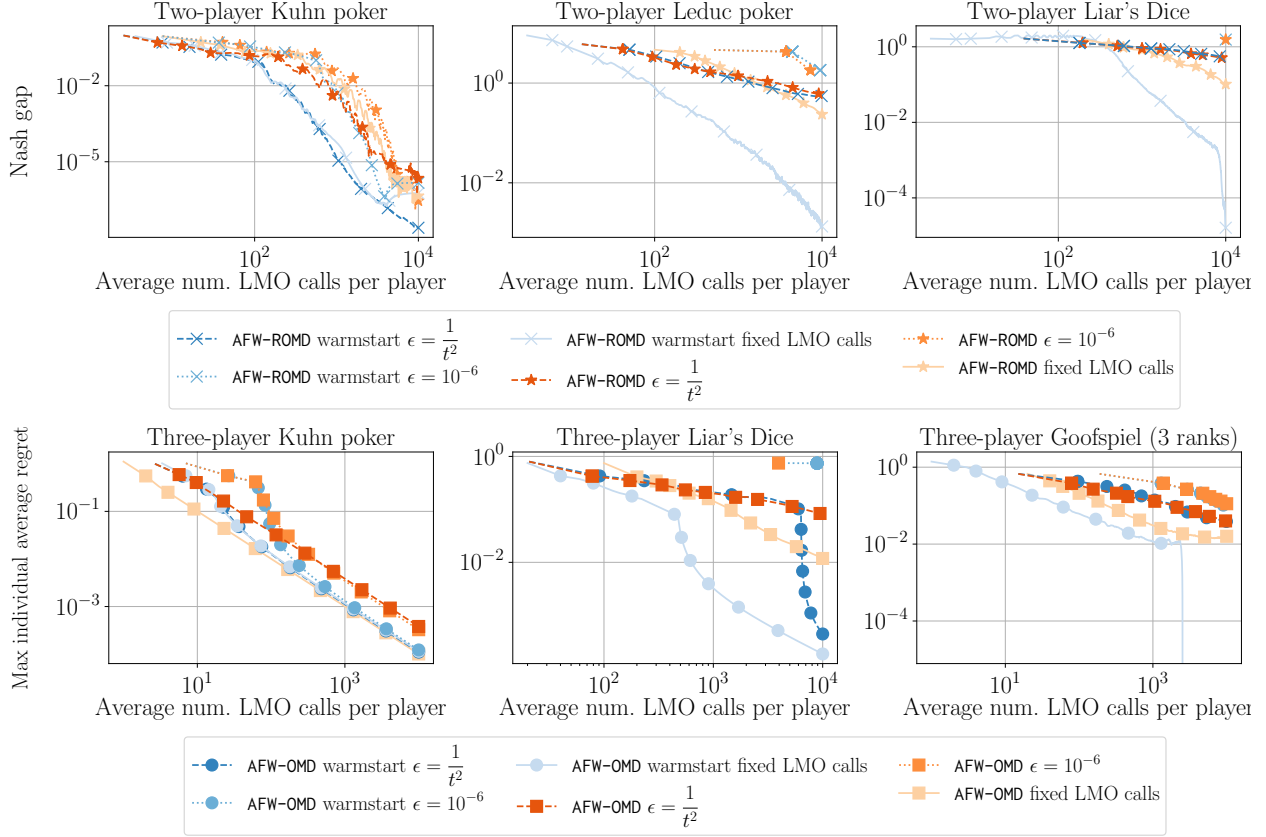 Two-player Kuhn poker
Two-player Leduc poker
Two-player Liar's Dice
Nash gap
10^{-2}
10^{-5}
10^{2}
10^{4}
Average num. LMO calls per player
10^{0}
10^{-2}
10^{2}
10^{4}
Average num. LMO calls per player
10^{0}
10^{-2}
10^{-4}
10^{2}
10^{4}
Average num. LMO calls per player
AFW-ROMD warmstart ϵ = 1/t^2
AFW-ROMD warmstart ϵ = 10^{-6}
AFW-ROMD warmstart fixed LMO calls
AFW-ROMD ϵ = 1/t^2
AFW-ROMD ϵ = 10^{-6}
AFW-ROMD fixed LMO calls
Three-player Kuhn poker
Three-player Liar's Dice
Three-player Goofspiel (3 ranks)
Max individual average regret
10^{-1}
10^{-3}
10^{1}
10^{3}
Average num. LMO calls per player
10^{0}
10^{-2}
10^{2}
10^{3}
10^{4}
Average num. LMO calls per player
10^{0}
10^{-2}
10^{-4}
10^{1}
10^{3}
Average num. LMO calls per player
AFW-OMD warmstart ϵ = 1/t^2
AFW-OMD warmstart ϵ = 10^{-6}
AFW-OMD warmstart fixed LMO calls
AFW-OMD ϵ = 1/t^2
AFW-OMD ϵ = 10^{-6}
AFW-OMD fixed LMO calls